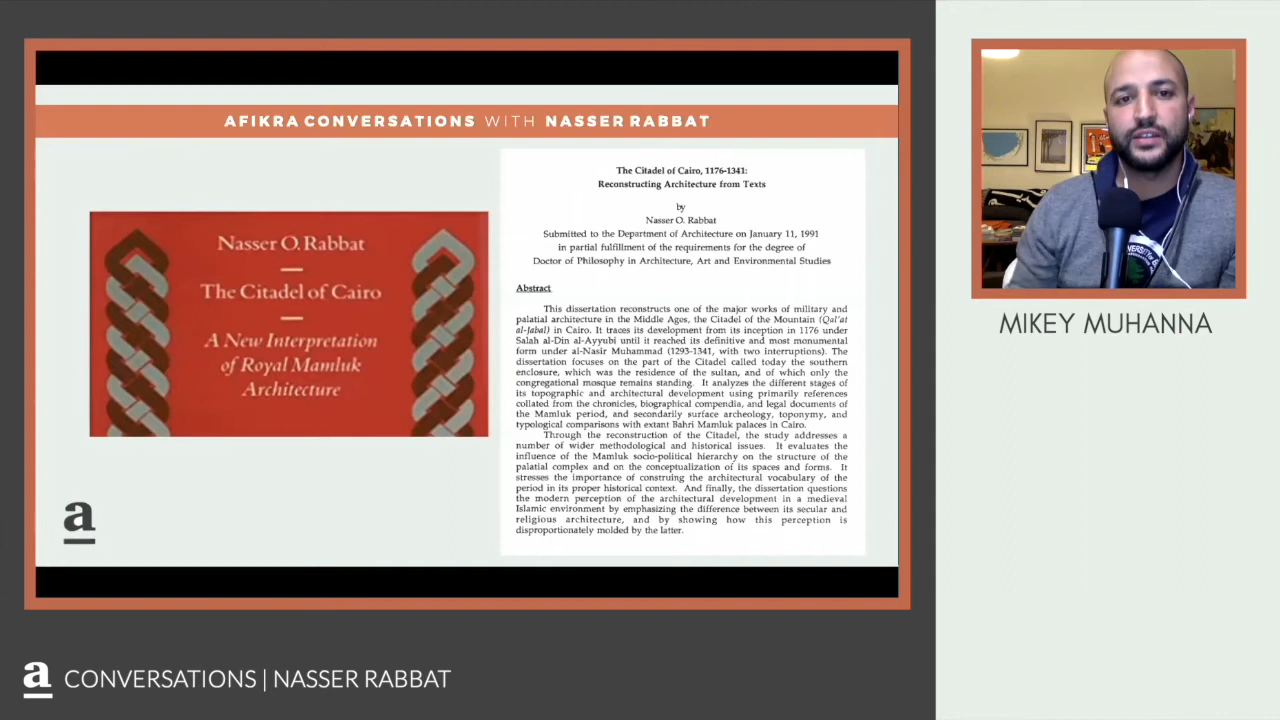 AFIKRA CONVERSATIONS WITH NASSER RABBAT
Nasser O. Rabbat
The Citadel of Cairo
A New Interpretation
of Royal Mamluk
Architecture
a
The Citadel of Cairo, 1176-1341:
Reconstructing Architecture from Texts
by
Nasser O. Rabbat
Submitted to the Department of Architecture on January 11, 1991
in partial fulfillment of the requirements for the degree of
Doctor of Philosophy in Architecture, Art and Environmental Studies
Abstract
This dissertation reconstructs one of the major works of military and
palatial architecture in the Middle Ages, the Citadel of the Mountain (Qal'at
al-Jabal) in Cairo. It traces its development from its inception in 1176 under
Salah al-Din al-Ayyubi until it reached its definitive and most monumental
form under al-Nasir Muhammad (1293-1341, with two interruptions). The
dissertation focuses on the part of the Citadel called today the southern
enclosure, which was the residence of the sultan, and of which only the
congregational mosque remains standing. It analyzes the different stages of
its topographic and architectural development using primarily references
collated from the chronicles, biographical compendia, and legal documents of
the Mamluk period, and secondarily surface archeology, toponymy, and
typological comparisons with extant Bahri Mamluk palaces in Cairo.
Through the reconstruction of the Citadel, the study addresses a
number of wider methodological and historical issues. It evaluates the
influence of the Mamluk socio-political hierarchy on the structure of the
palatial complex and on the conceptualization of its spaces and forms. It
stresses the importance of construing the architectural vocabulary of the
period in its proper historical context. And finally, the dissertation questions
the modern perception of the architectural development in a medieval
Islamic environment by emphasizing the difference between its secular and
religious architecture, and by showing how this perception is
disproportionately molded by the latter.
MIKEY MUHANNA
a CONVERSATIONS | NASSER RABBAT